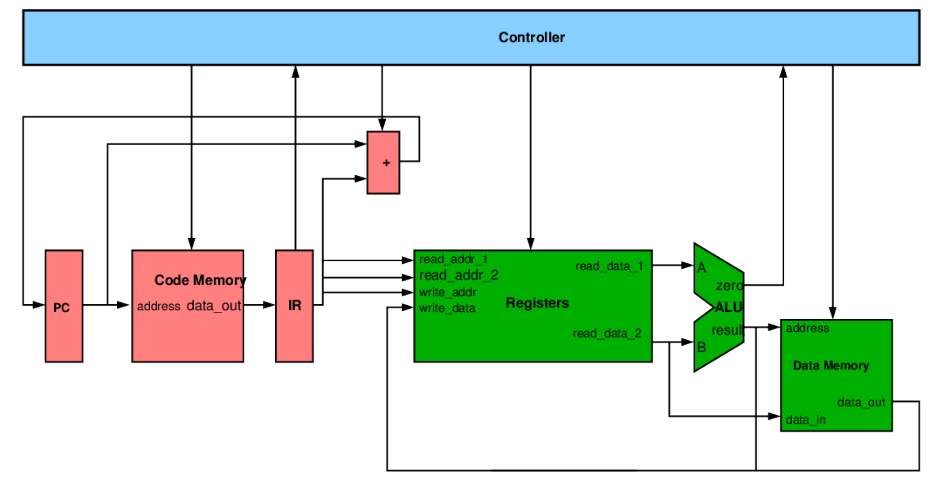 Controller
+
PC
Code Memory
address data_out
IR
read_addr_1
read_addr_2
write_addr
write_data
Registers
read_data_1
read_data_2
A
zero
ALU
result
B
address
Data Memory
data_out
data_in